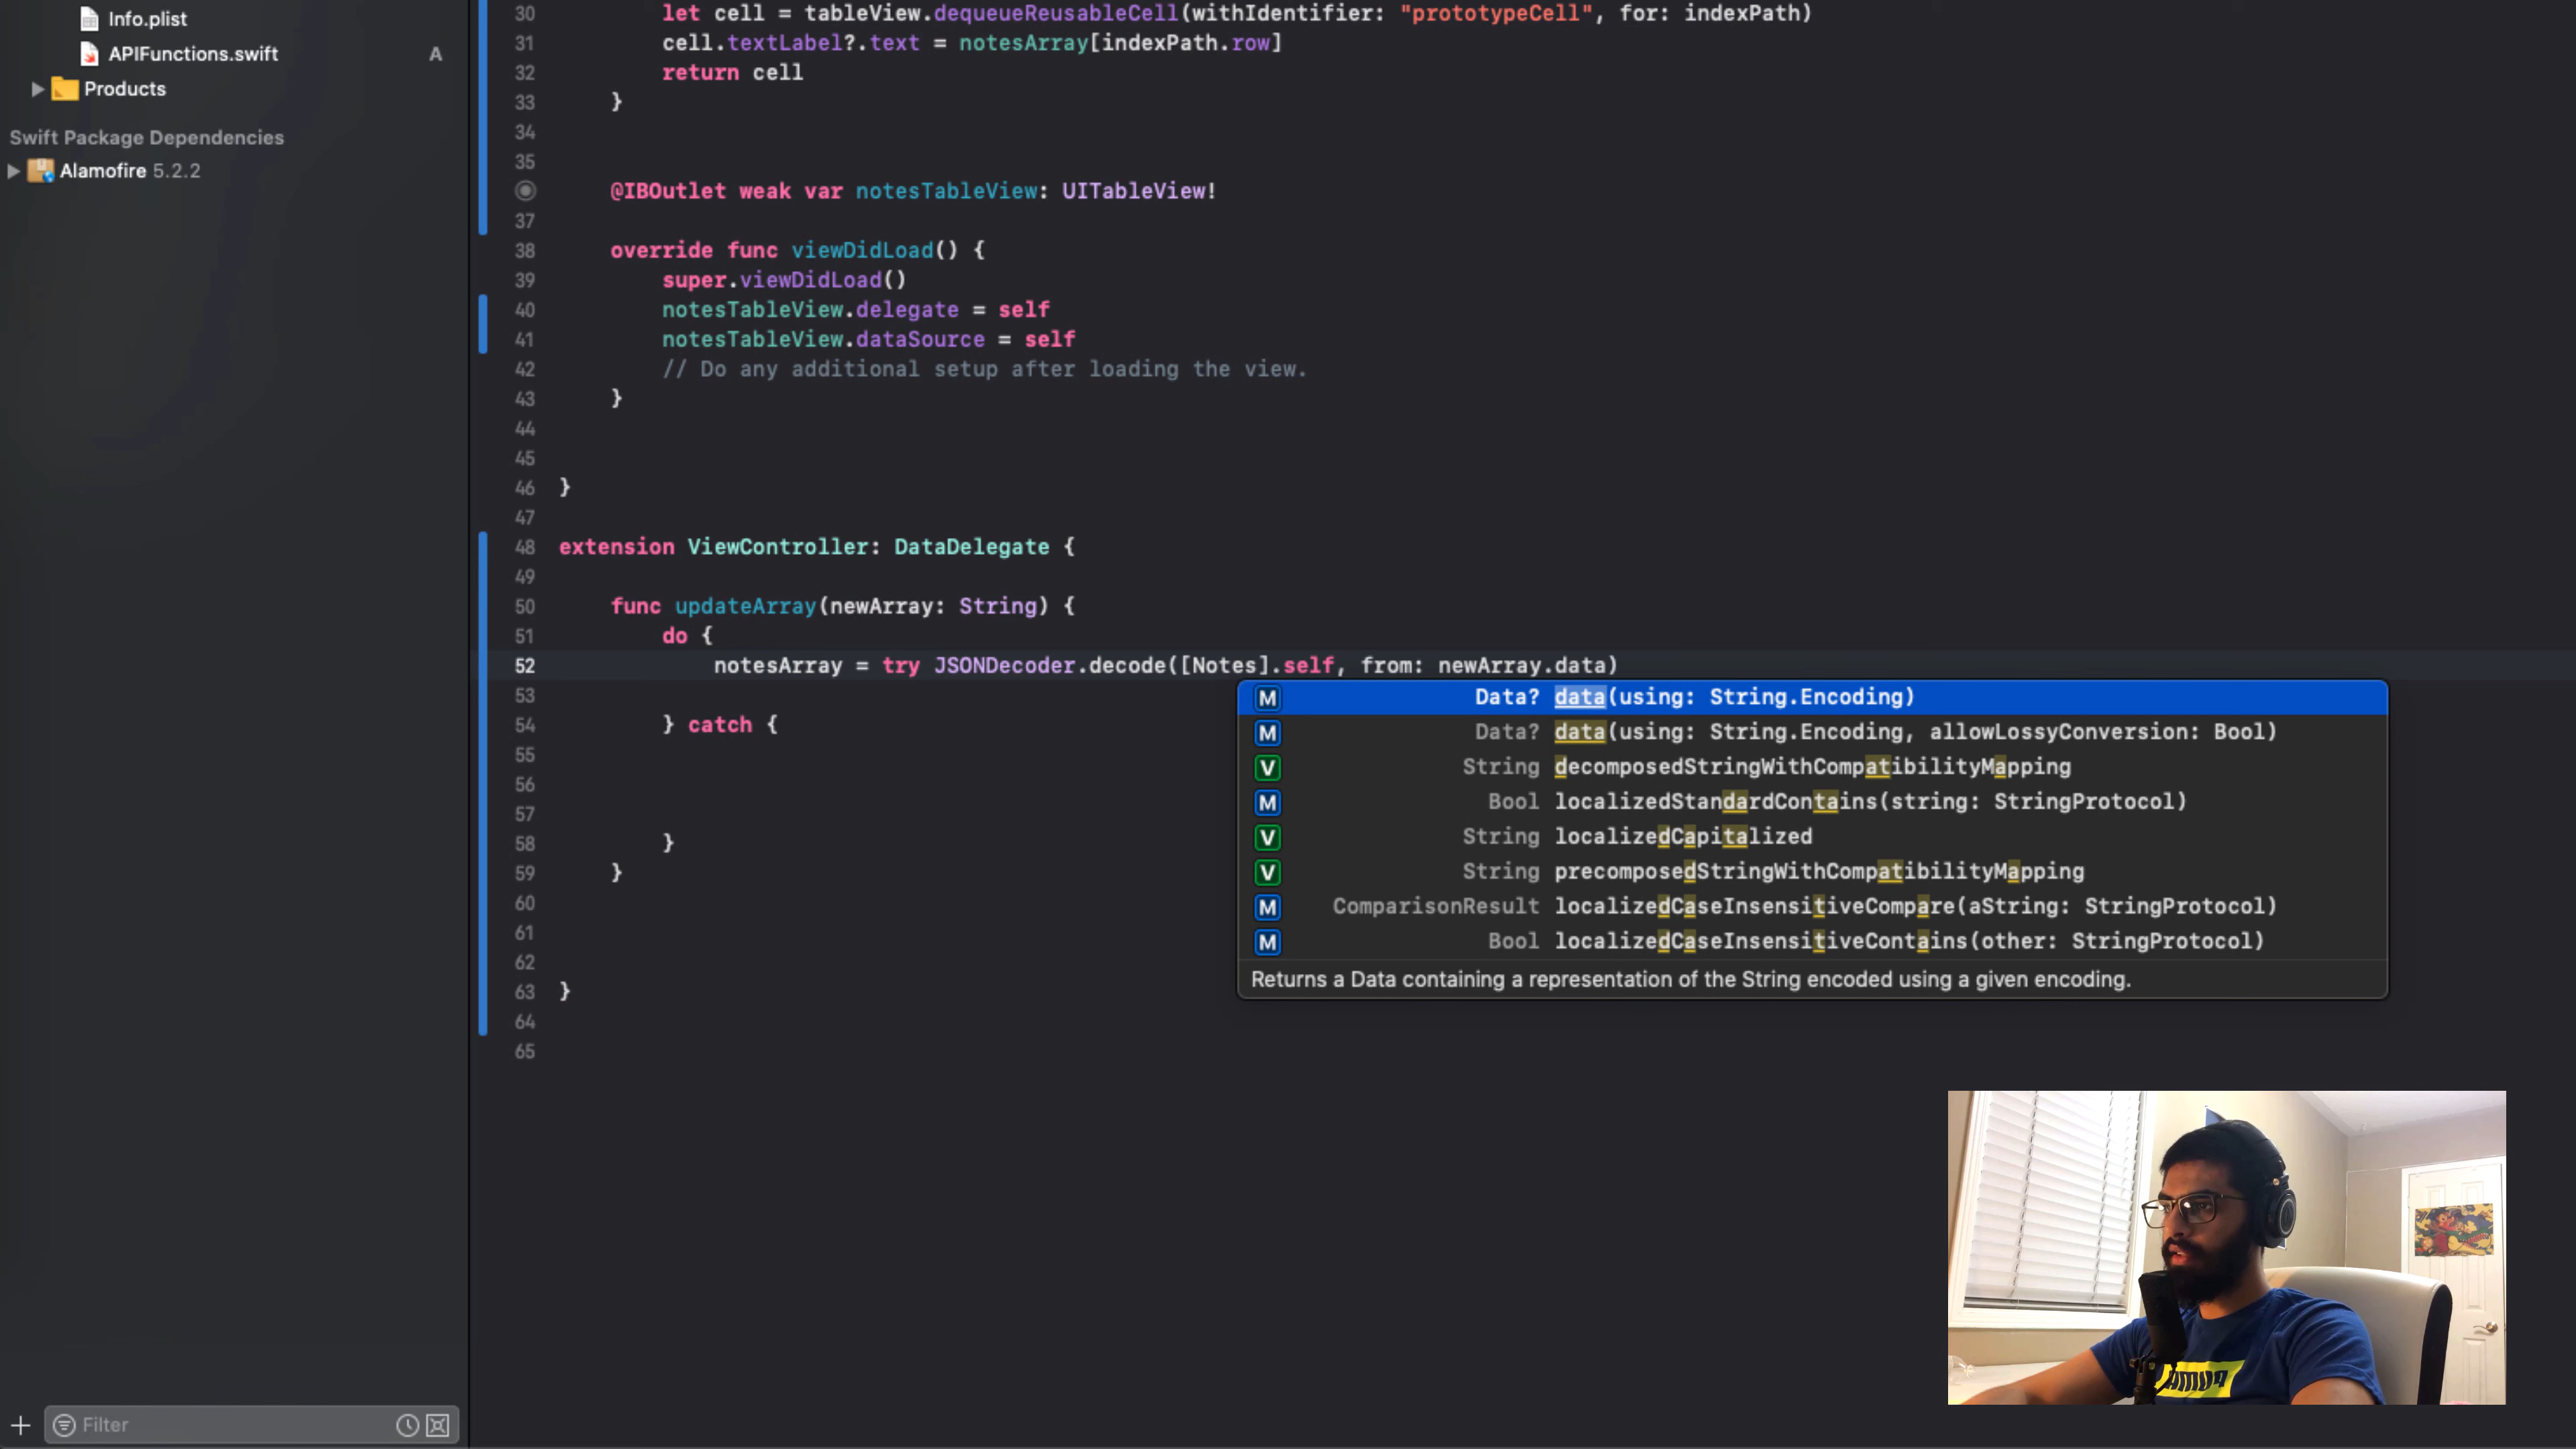 Info.plist
APIFunctions.swift A
Products
Swift Package Dependencies
Alamofire 5.2.2
Filter
30 let cell = tableView.dequeueReusableCell(withIdentifier: "prototypeCell", for: indexPath)
31 cell.textLabel?.text = notesArray[indexPath.row]
32 return cell
33 }
34
35
@IBOutlet weak var notesTableView: UITableView!
37
38 override func viewDidLoad() {
39 super.viewDidLoad()
40 notesTableView.delegate = self
41 notesTableView.dataSource = self
42 // Do any additional setup after loading the view.
43 }
44
45
46 }
47
48 extension ViewController: DataDelegate {
49
50 func updateArray(newArray: String) {
51 do {
52 notesArray = try JSONDecoder.decode([Notes].self, from: newArray.data)
53
54 } catch {
55
56
57
58 }
59 }
60
61
62
63 }
64
65
M Data? data(using: String.Encoding)
M Data? data(using: String.Encoding, allowLossyConversion: Bool)
V String decomposedStringWithCompatibilityMapping
M Bool localizedStandardContains(string: StringProtocol)
V String localizedCapitalized
V String precomposedStringWithCompatibilityMapping
M ComparisonResult localizedCaseInsensitiveCompare(aString: StringProtocol)
M Bool localizedCaseInsensitiveContains(other: StringProtocol)
Returns a Data containing a representation of the String encoded using a given encoding.
PUMA